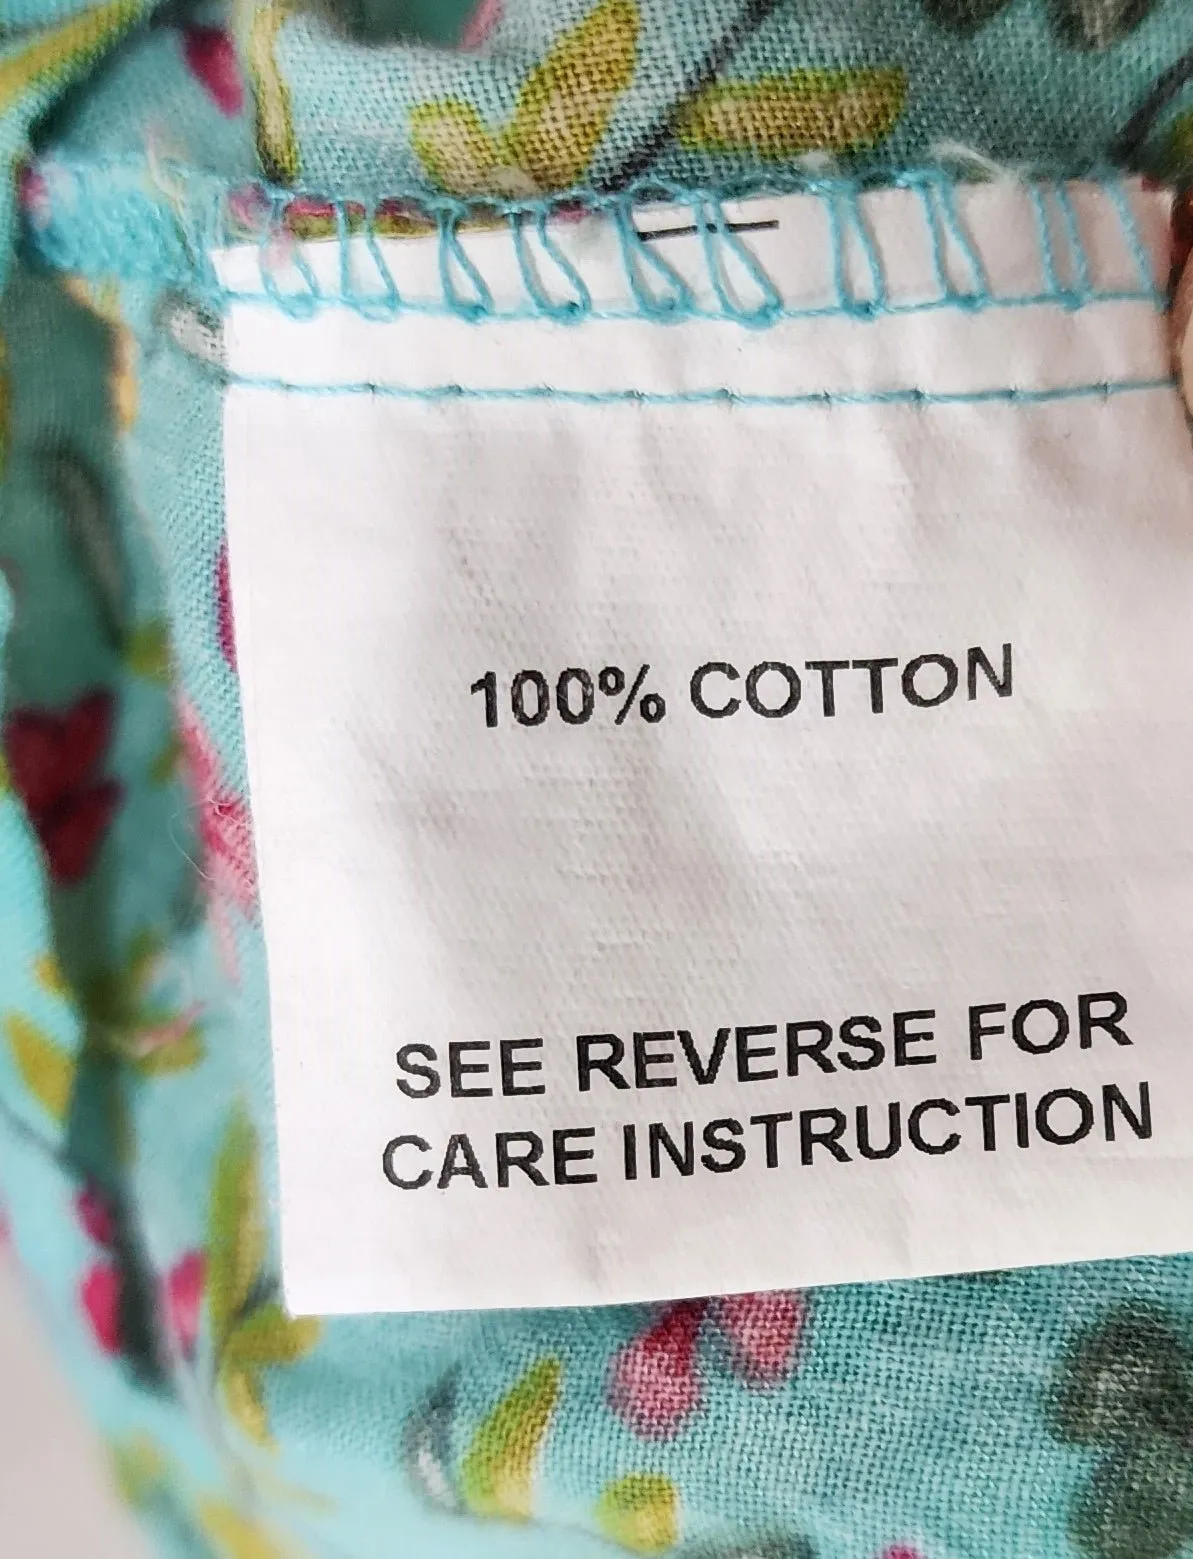 100% COTTON
SEE REVERSE FOR
CARE INSTRUCTION